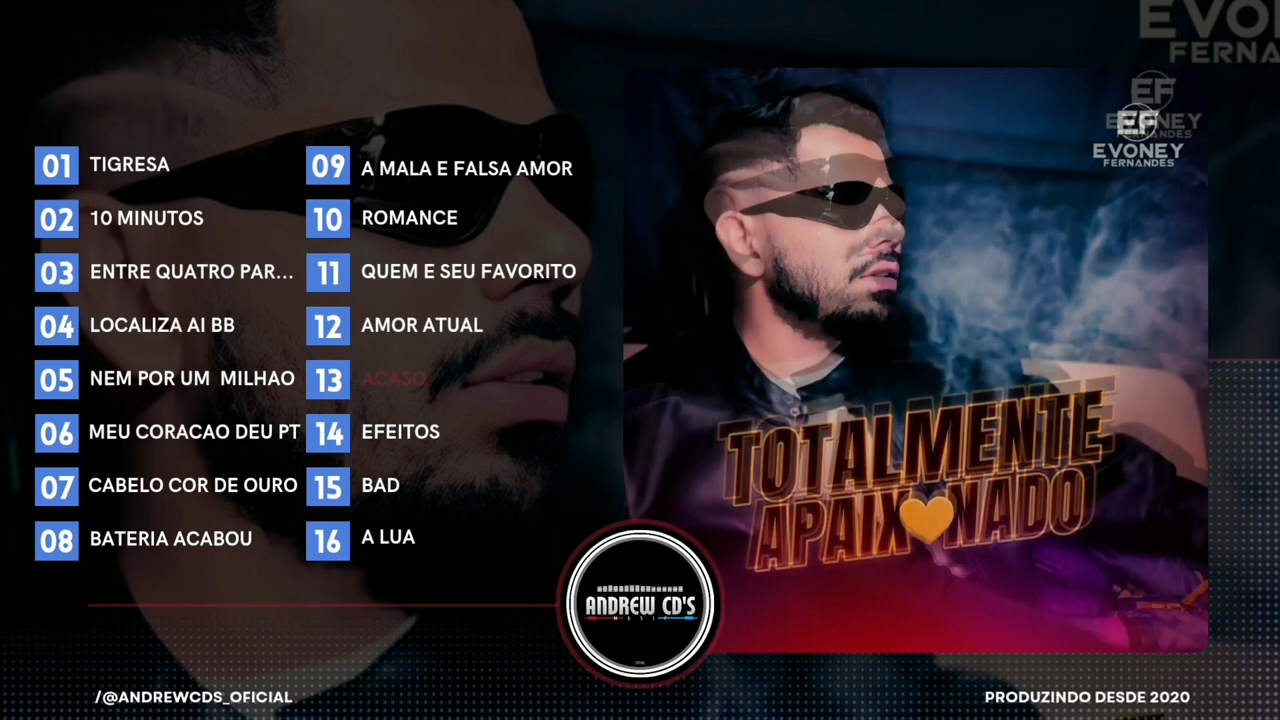 EVO
FERNA
EF
EVONEY
FERNANDES
EF
EVONEY
FERNANDES
01 TIGRESA
02 10 MINUTOS
03 ENTRE QUATRO PAR...
04 LOCALIZA AI BB
05 NEM POR UM MILHAO
06 MEU CORACAO DEU PT
07 CABELO COR DE OURO
08 BATERIA ACABOU
09 A MALA E FALSA AMOR
10 ROMANCE
11 QUEM E SEU FAVORITO
12 AMOR ATUAL
13 ACASO
14 EFEITOS
15 BAD
16 A LUA
TOTALMENTE
APAIX🧡NADO
ANDREW CD'S
/@ANDREWCDS_OFICIAL
PRODUZINDO DESDE 2020